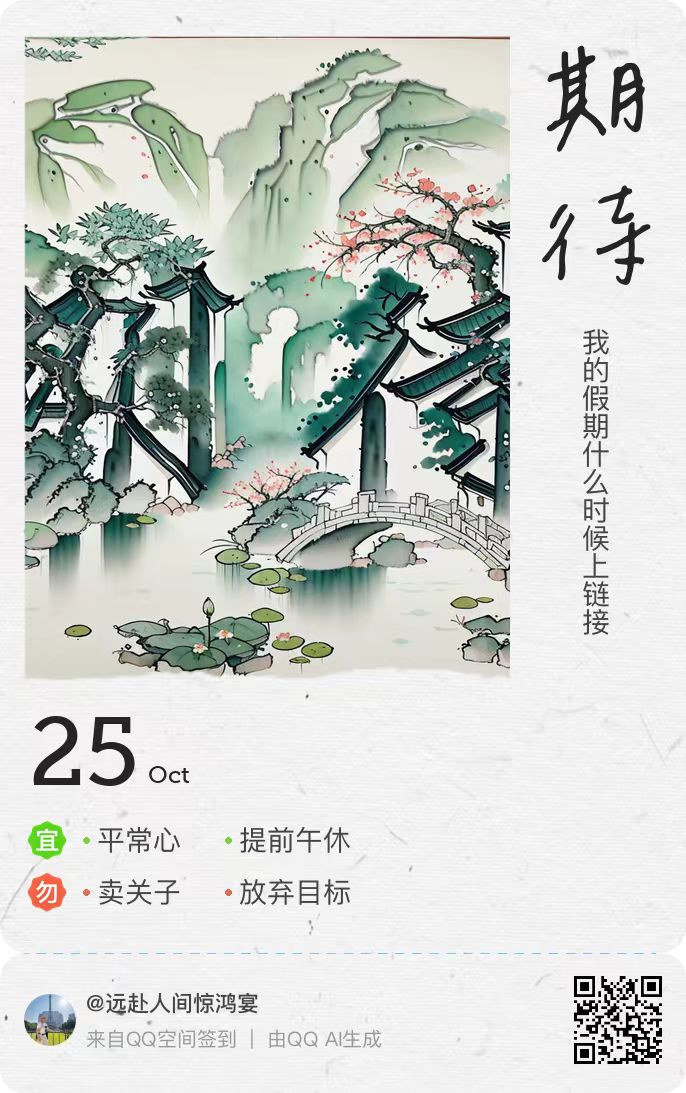 期待
我的假期什么时候上链接
25 Oct
宜 • 平常心 • 提前午休
勿 • 卖关子 • 放弃目标
@远赴人间惊鸿宴
来自QQ空间签到 | 由QQ AI生成